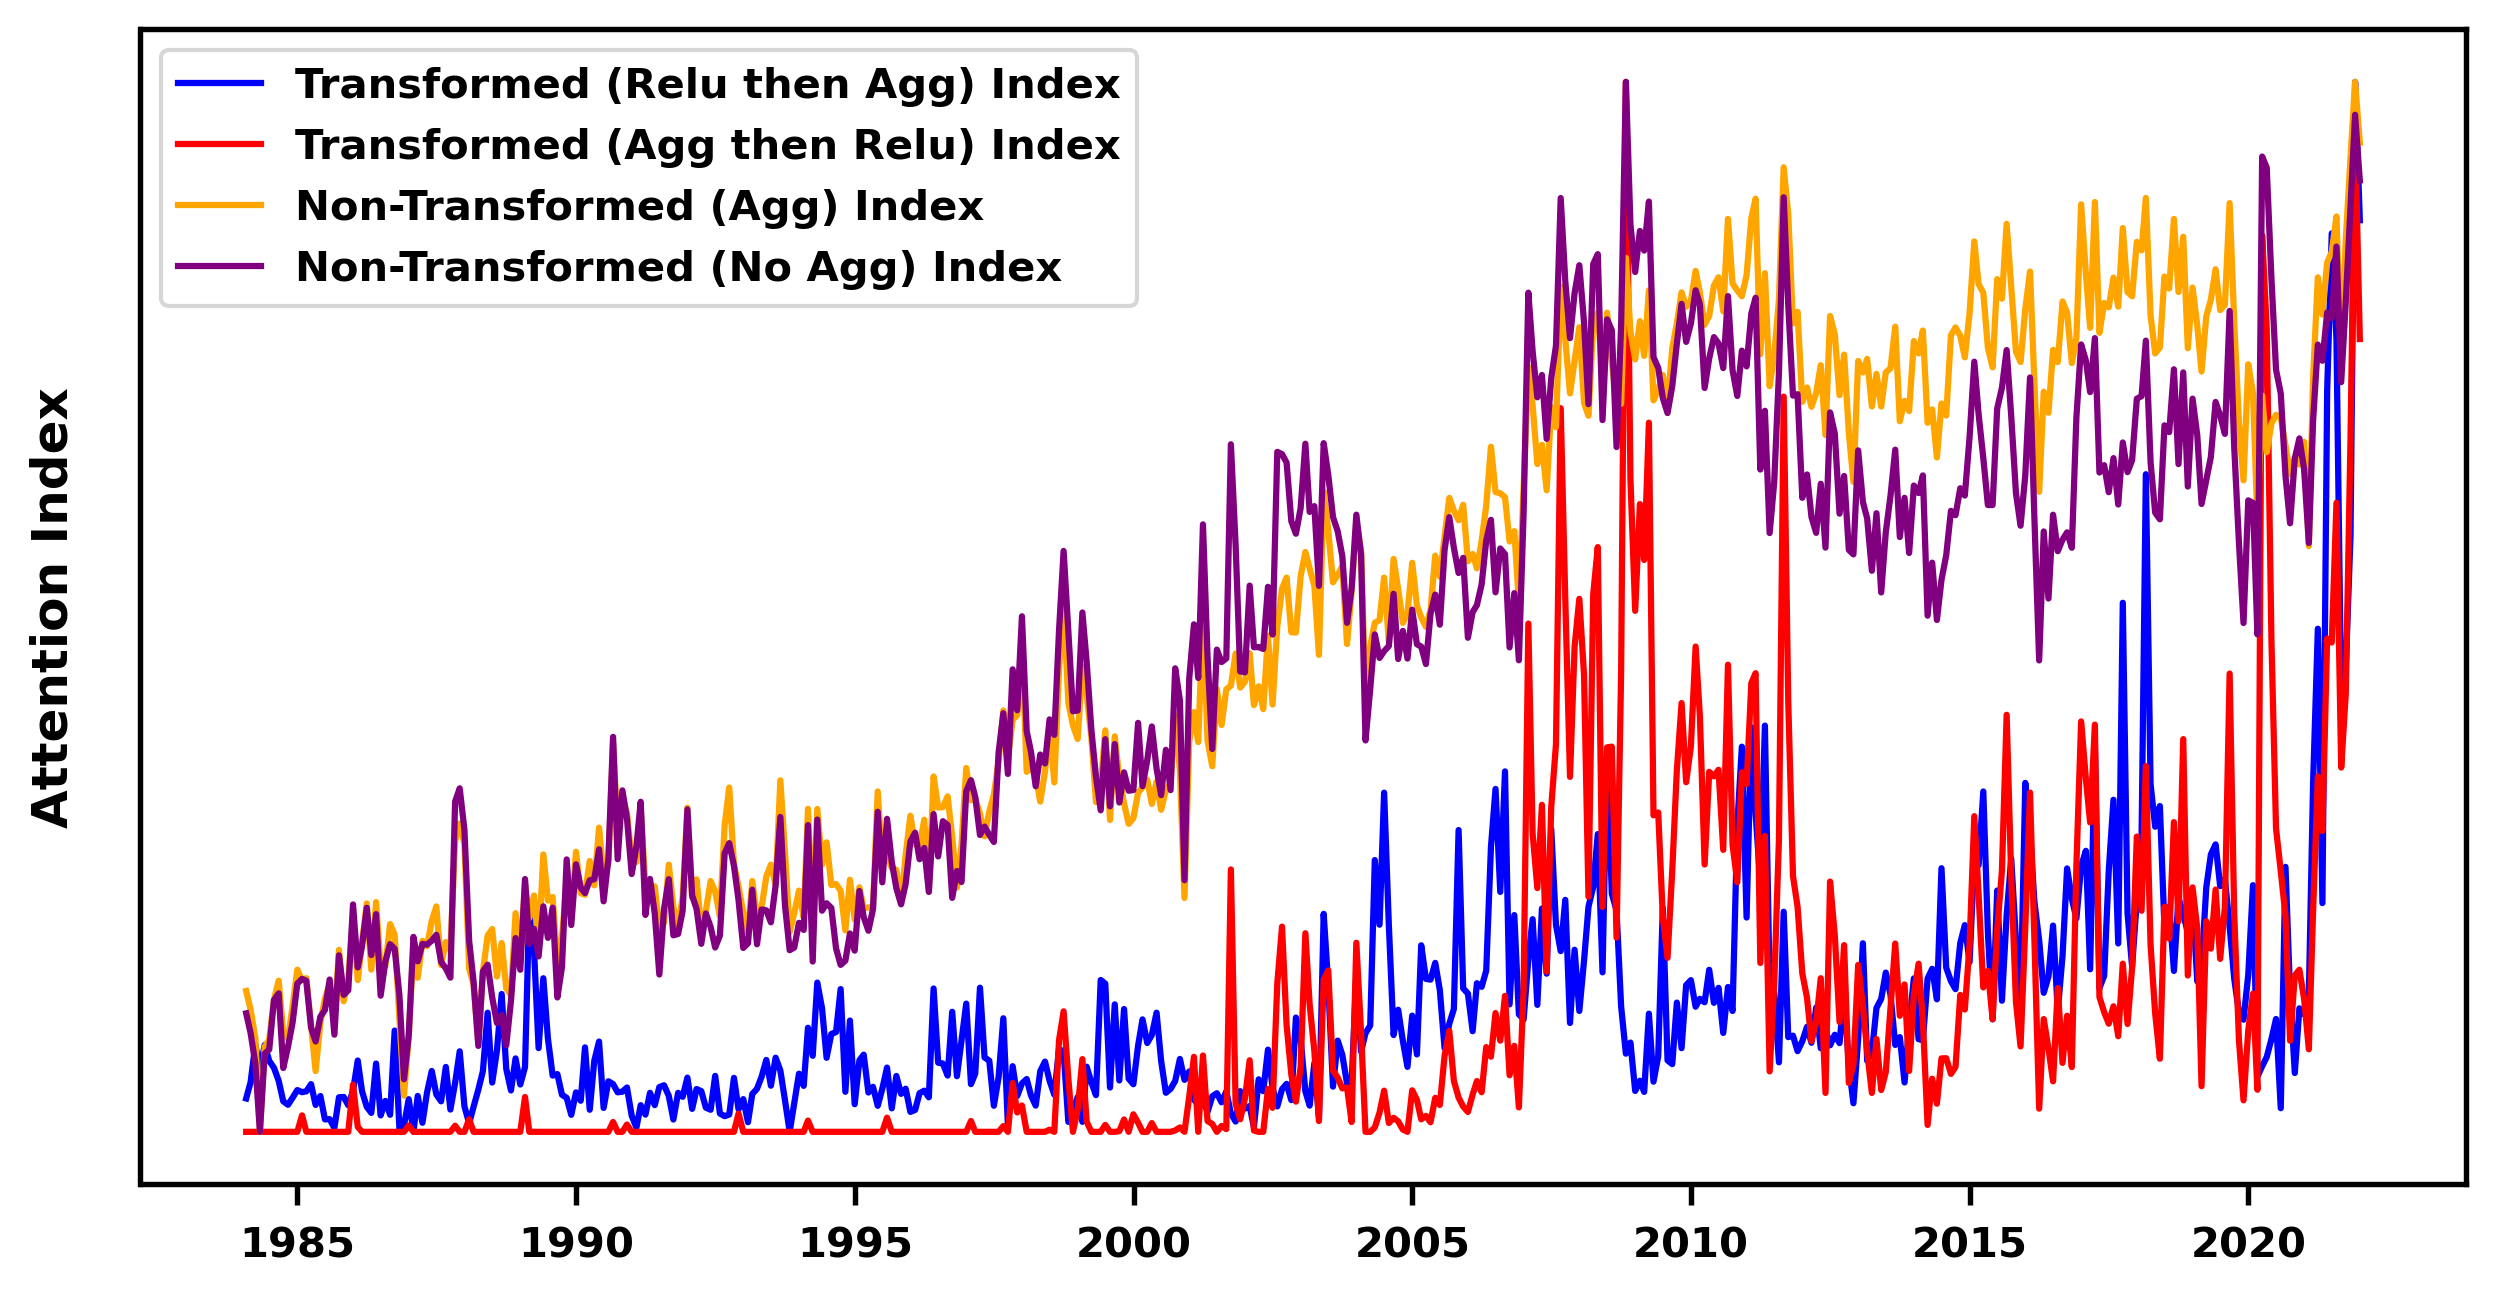 Transformed (Relu then Agg) Index
Transformed (Agg then Relu) Index
Non-Transformed (Agg) Index
Non-Transformed (No Agg) Index
Attention Index
1985 1990 1995 2000 2005 2010 2015 2020